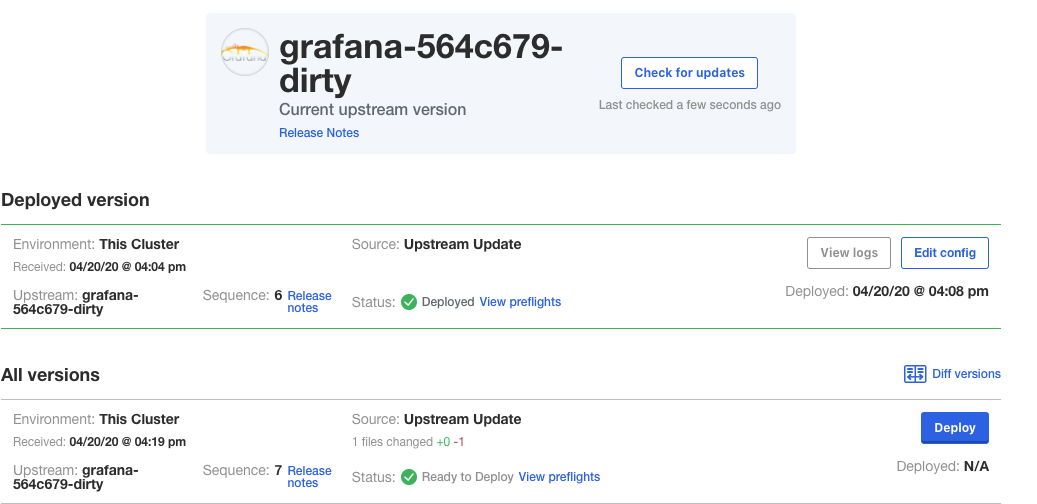 Grafana
grafana-564c679-
dirty
Current upstream version
Release Notes
Check for updates
Last checked a few seconds ago
Deployed version
Environment: This Cluster
Received: 04/20/20 @ 04:04 pm
Upstream: grafana-
564c679-dirty
Sequence: 6 Release
notes
Source: Upstream Update
Status: Deployed View preflights
View logs
Edit config
Deployed: 04/20/20 @ 04:08 pm
All versions
Diff versions
Environment: This Cluster
Received: 04/20/20 @ 04:19 pm
Upstream: grafana-
564c679-dirty
Sequence: 7 Release
notes
Source: Upstream Update
1 files changed +0 -1
Status: Ready to Deploy View preflights
Deploy
Deployed: N/A